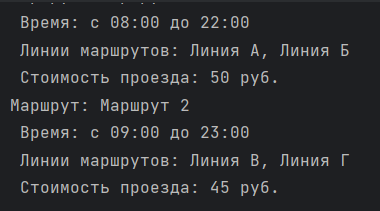 Время: с 08:00 до 22:00
Линии маршрутов: Линия А, Линия Б
Стоимость проезда: 50 руб.
Маршрут: Маршрут 2
Время: с 09:00 до 23:00
Линии маршрутов: Линия В, Линия Г
Стоимость проезда: 45 руб.